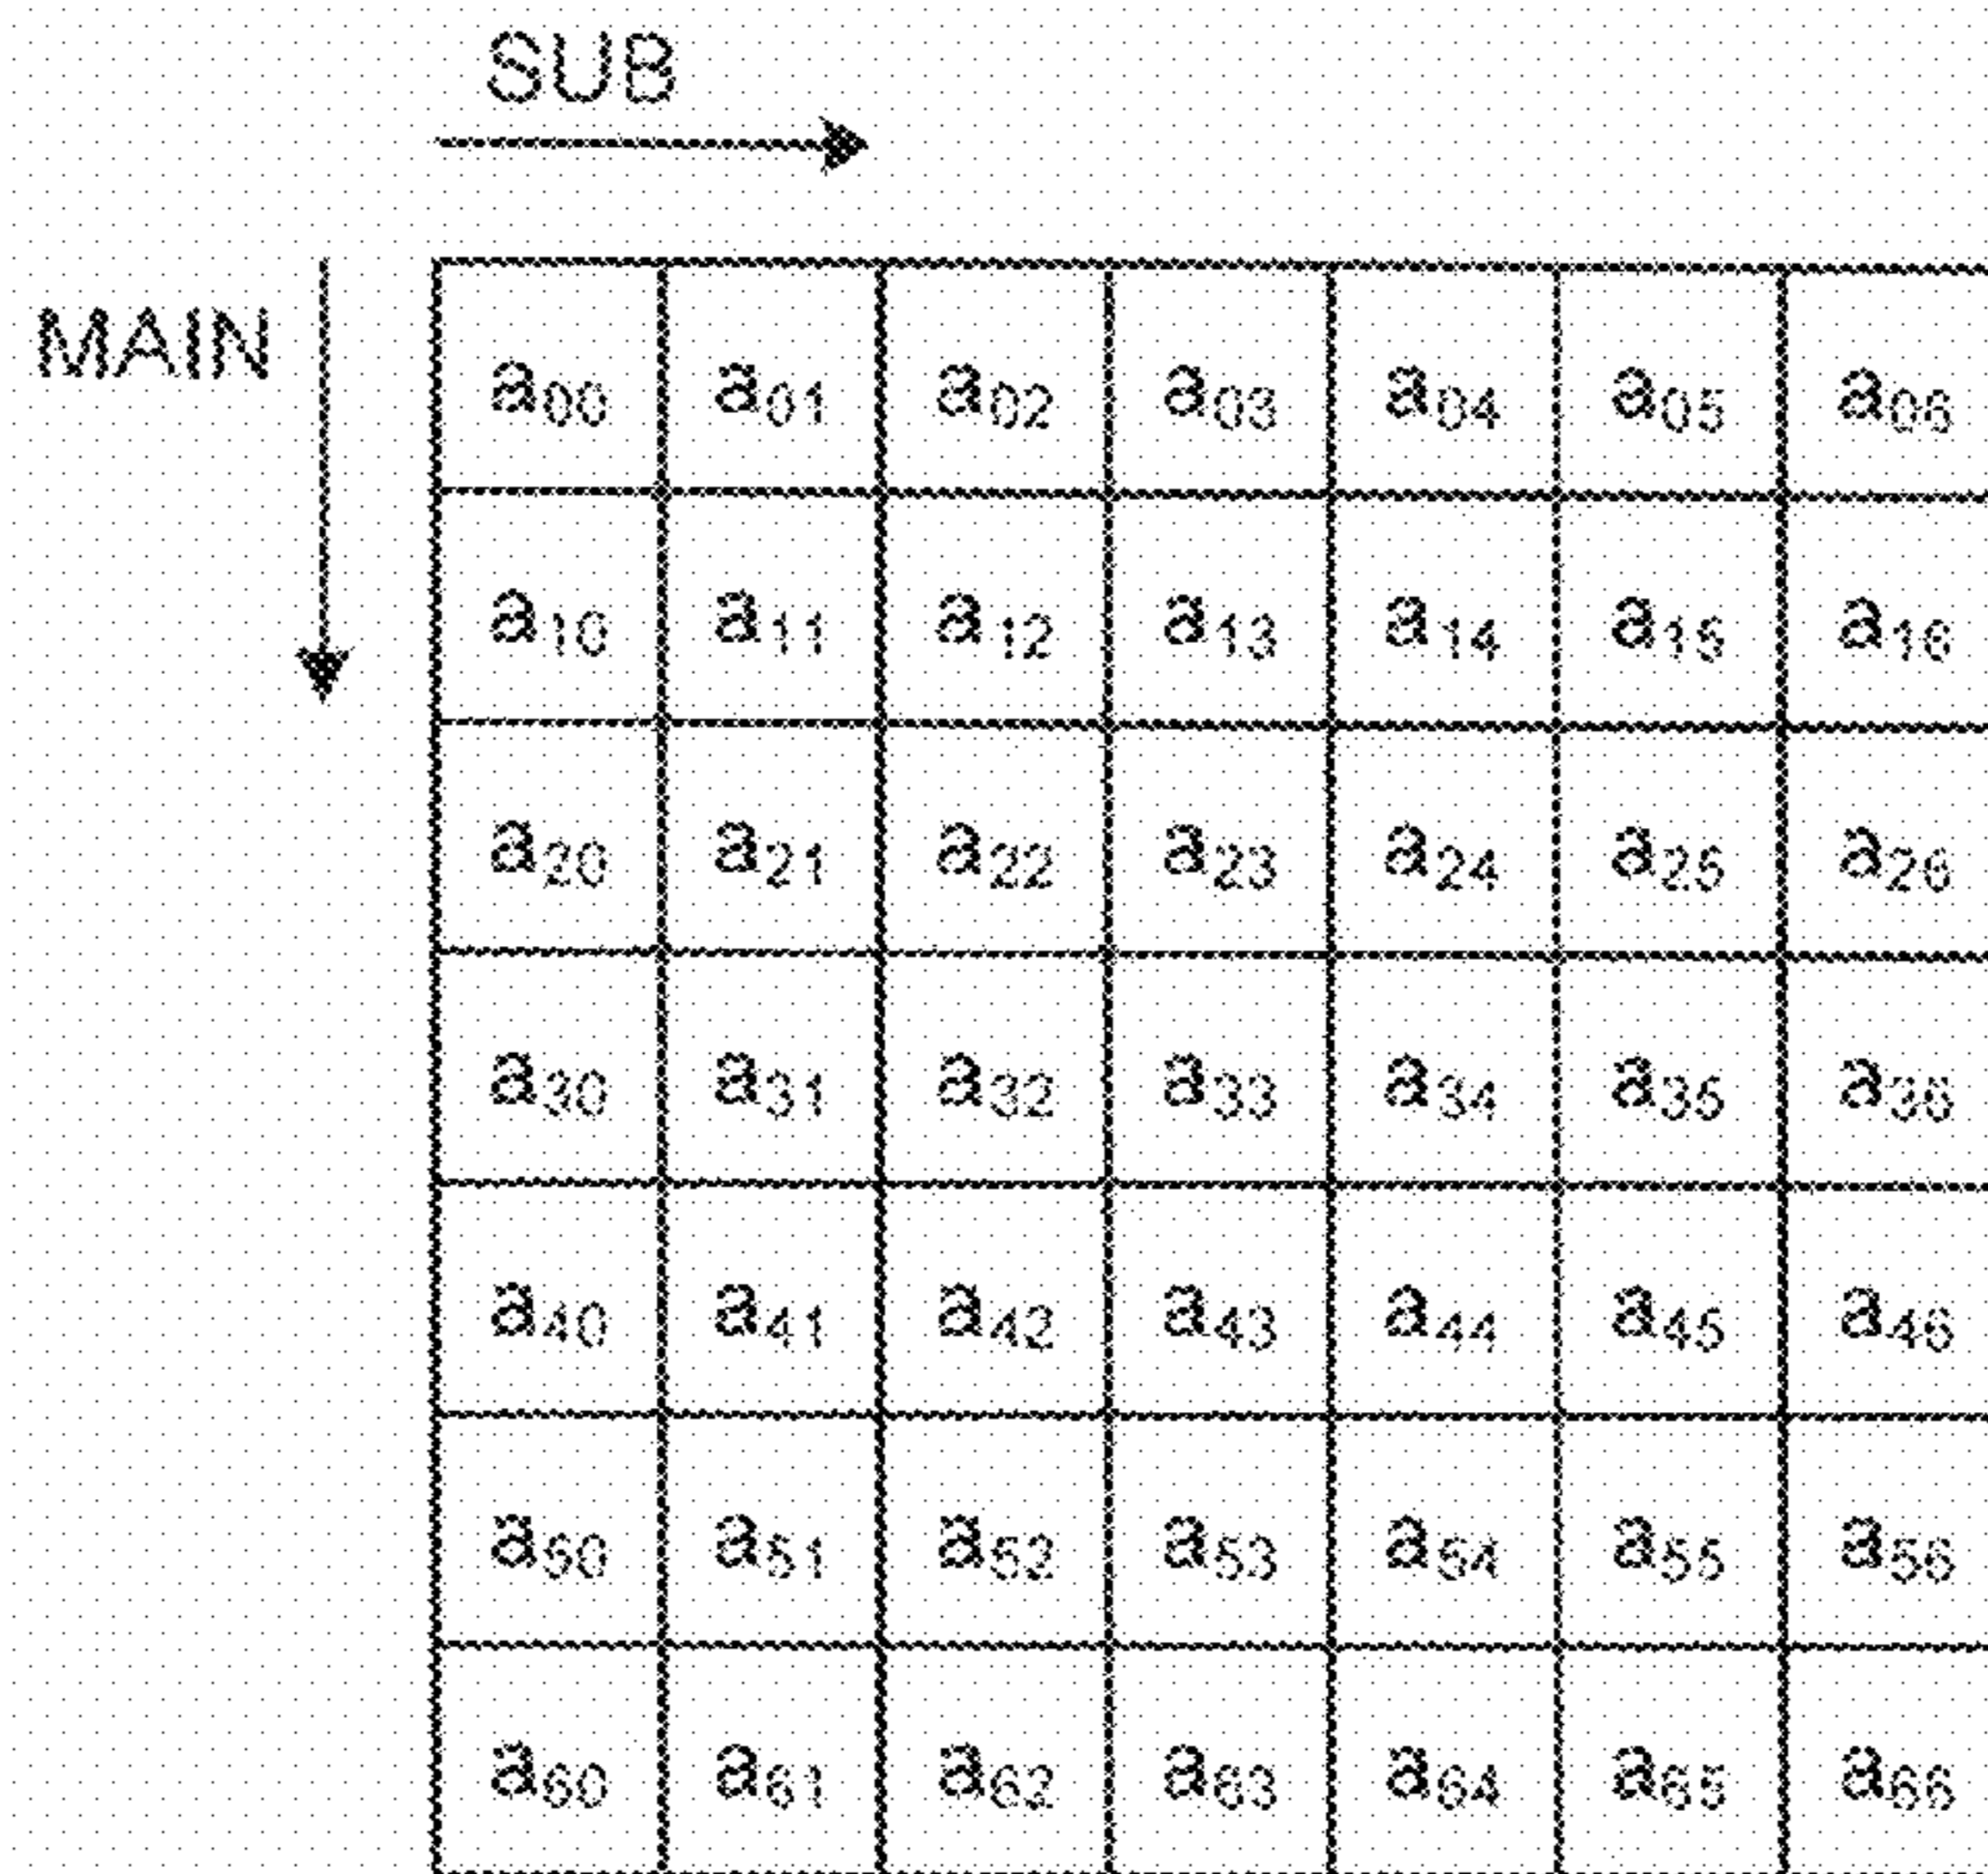 SUB
MAIN
a₀₀ a₀₁ a₀₂ a₀₃ a₀₄ a₀₅ a₀₆
a₁₀ a₁₁ a₁₂ a₁₃ a₁₄ a₁₅ a₁₆
a₂₀ a₂₁ a₂₂ a₂₃ a₂₄ a₂₅ a₂₆
a₃₀ a₃₁ a₃₂ a₃₃ a₃₄ a₃₅ a₃₆
a₄₀ a₄₁ a₄₂ a₄₃ a₄₄ a₄₅ a₄₆
a₅₀ a₅₁ a₅₂ a₅₃ a₅₄ a₅₅ a₅₆
a₆₀ a₆₁ a₆₂ a₆₃ a₆₄ a₆₅ a₆₆